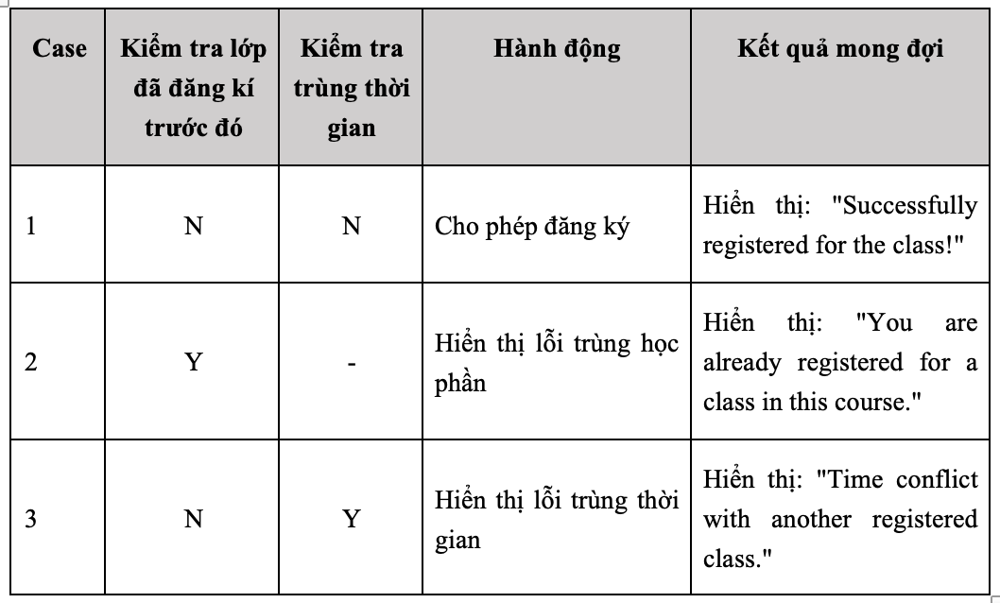 Case
Kiểm tra lớp
đã đăng kí
trước đó
Kiểm tra
trùng thời
gian
Hành động
Kết quả mong đợi
1
N
N
Cho phép đăng ký
Hiển thị: "Successfully
registered for the class!"
2
Y
-
Hiển thị lỗi trùng học
phần
Hiển thị: "You are
already registered for a
class in this course."
3
N
Y
Hiển thị lỗi trùng thời
gian
Hiển thị: "Time conflict
with another registered
class."